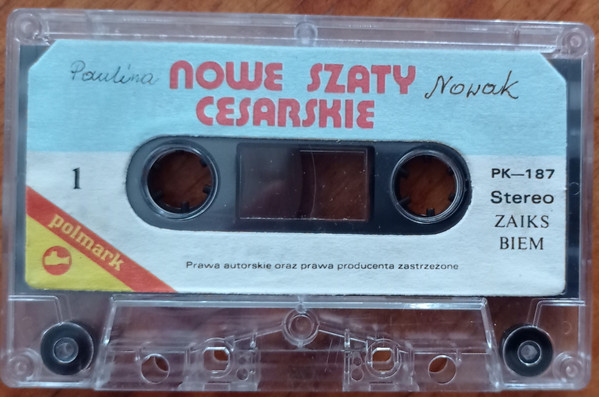 Paulina NOWE SZATY Nowak
CESARSKIE
1
PK—187
Stereo
ZAIKS
BIEM
polmark
Prawa autorskie oraz prawa producenta zastrzeżone